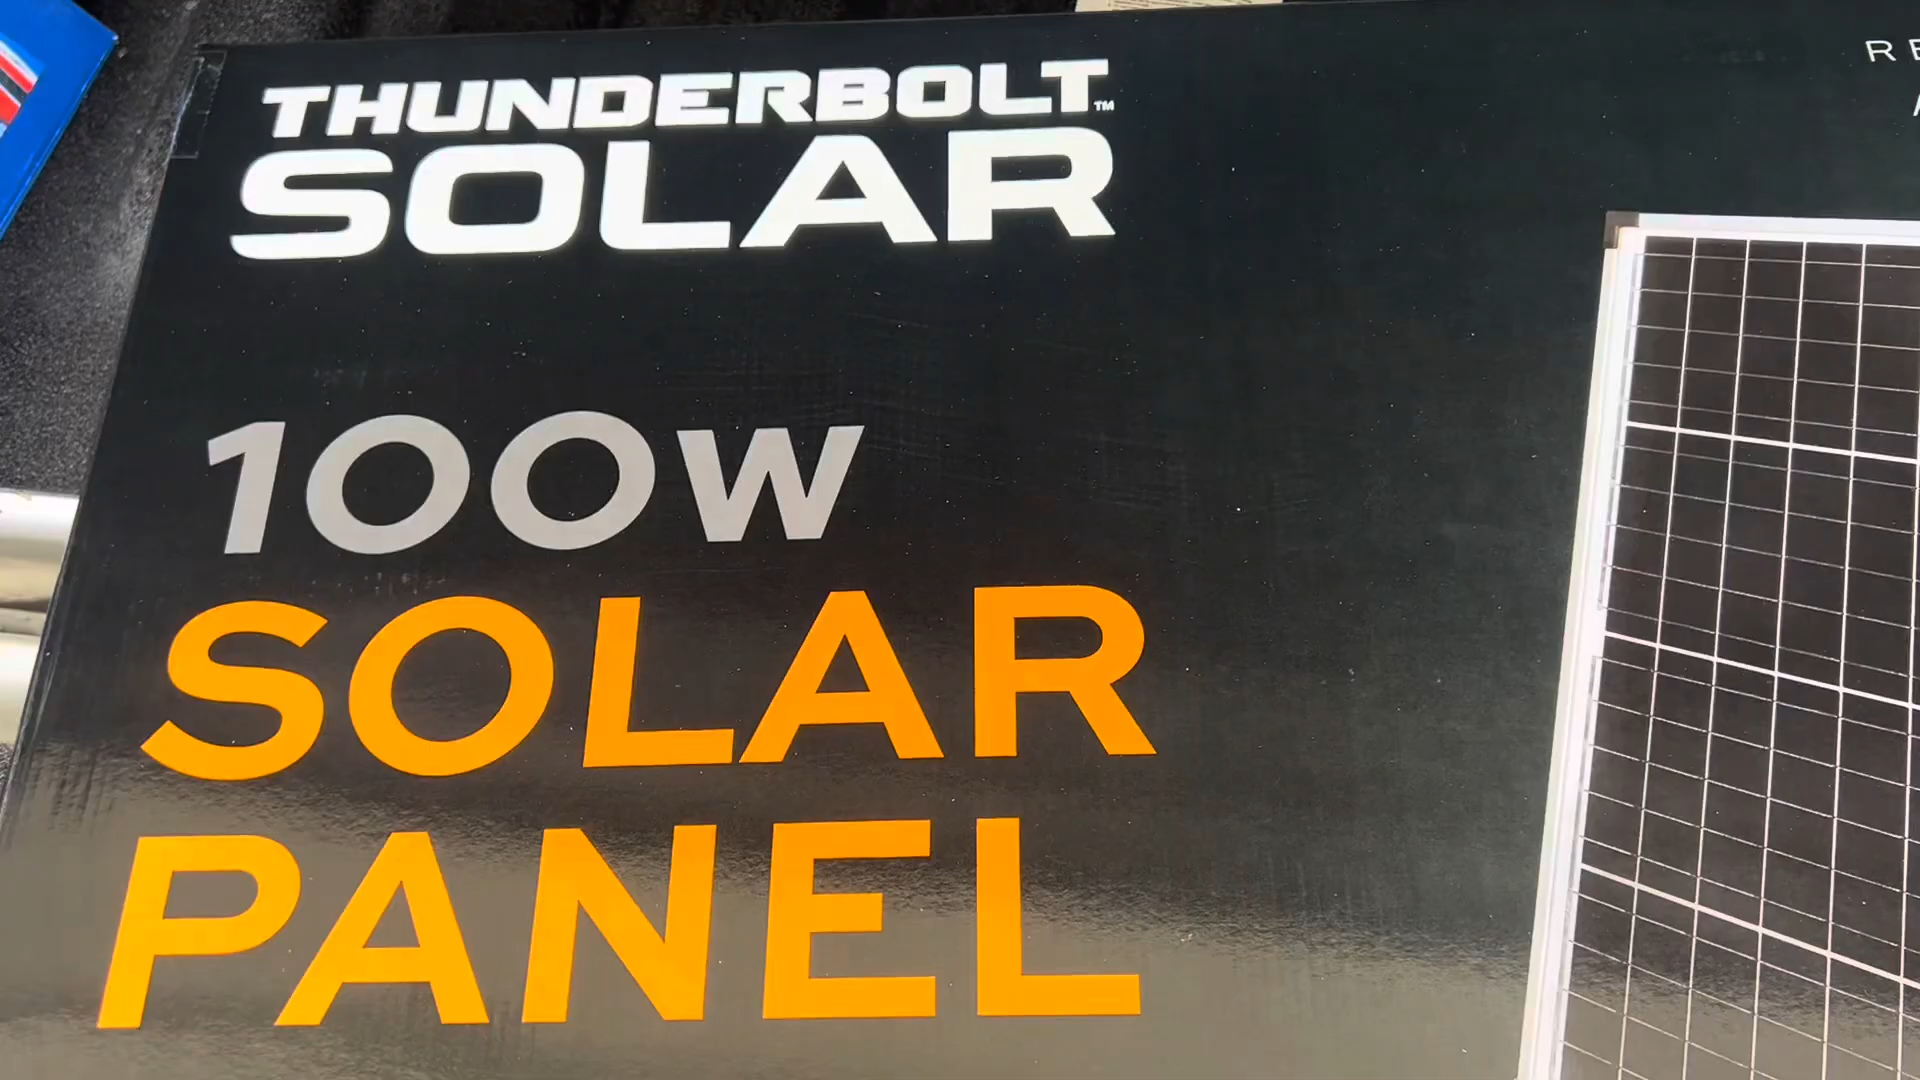 THUNDERBOLT™
SOLAR
100W
SOLAR
PANEL